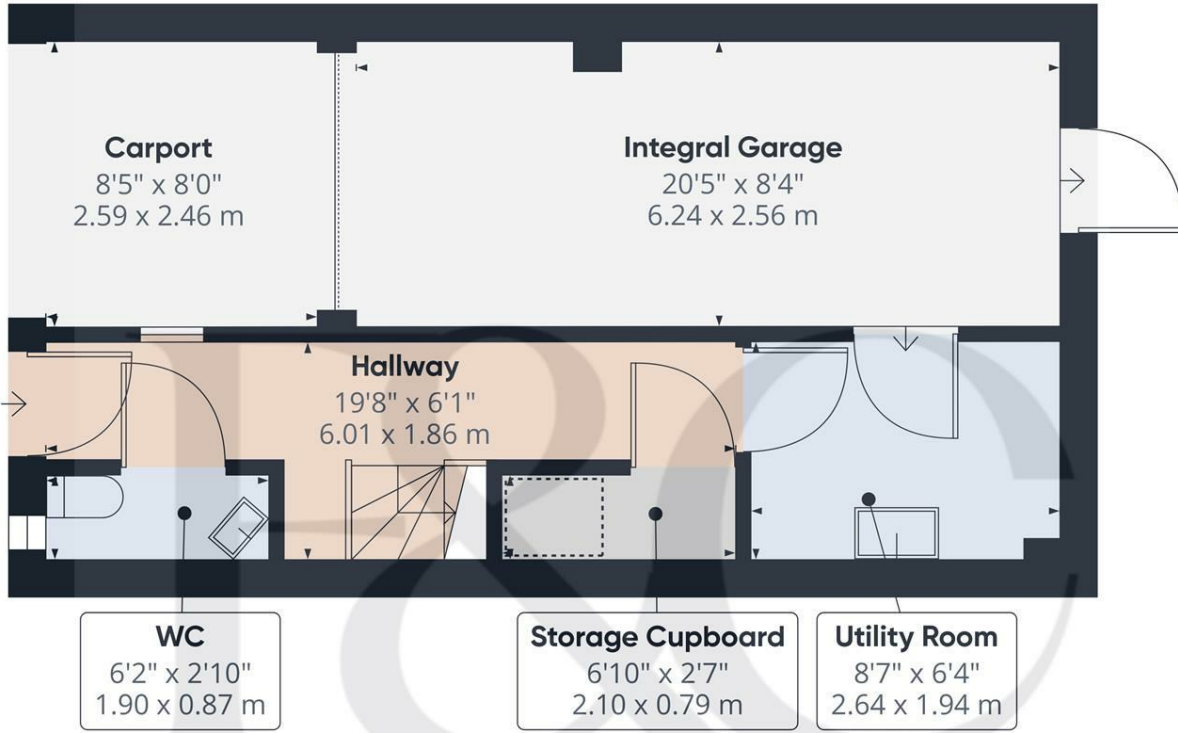 Carport
8'5" x 8'0"
2.59 x 2.46 m
Integral Garage
20'5" x 8'4"
6.24 x 2.56 m
Hallway
19'8" x 6'1"
6.01 x 1.86 m
WC
6'2" x 2'10"
1.90 x 0.87 m
Storage Cupboard
6'10" x 2'7"
2.10 x 0.79 m
Utility Room
8'7" x 6'4"
2.64 x 1.94 m